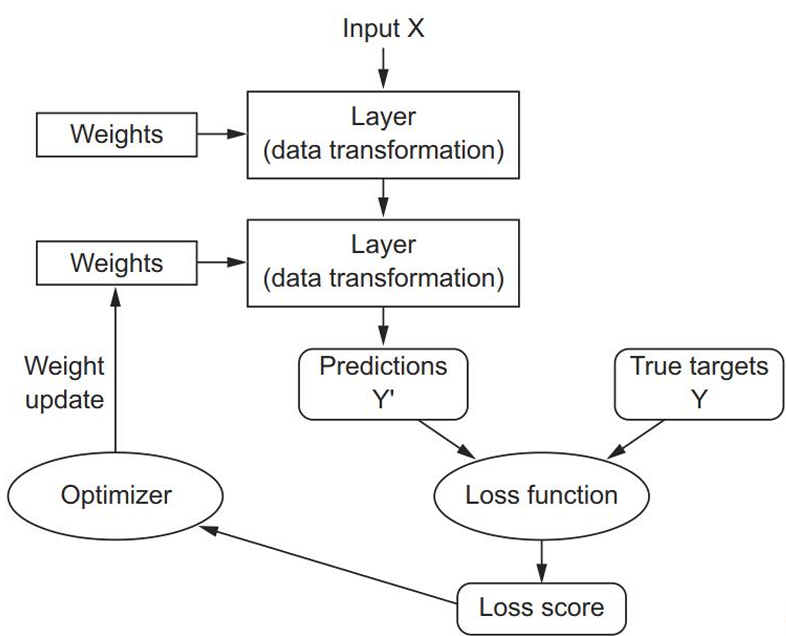 Input X
Weights
Layer
(data transformation)
Weights
Layer
(data transformation)
Weight
update
Predictions
Y'
True targets
Y
Optimizer
Loss function
Loss score